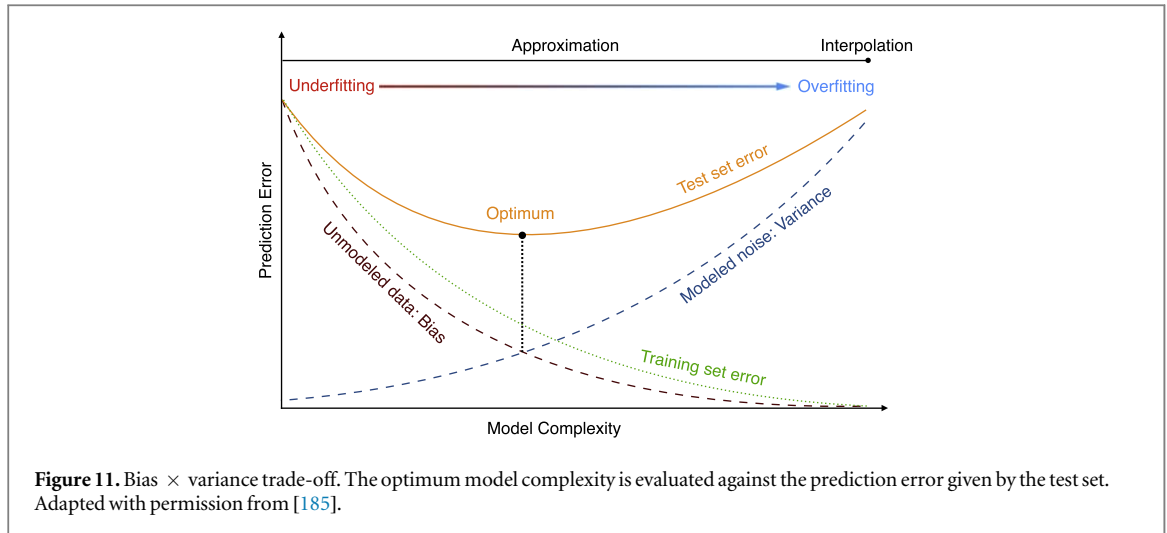 Approximation
Interpolation
Underfitting
Overfitting
Test set error
Optimum
Prediction Error
Unmodeled data: Bias
Modeled noise: Variance
Training set error
Model Complexity
Figure 11. Bias × variance trade-off. The optimum model complexity is evaluated against the prediction error given by the test set.
Adapted with permission from [185].